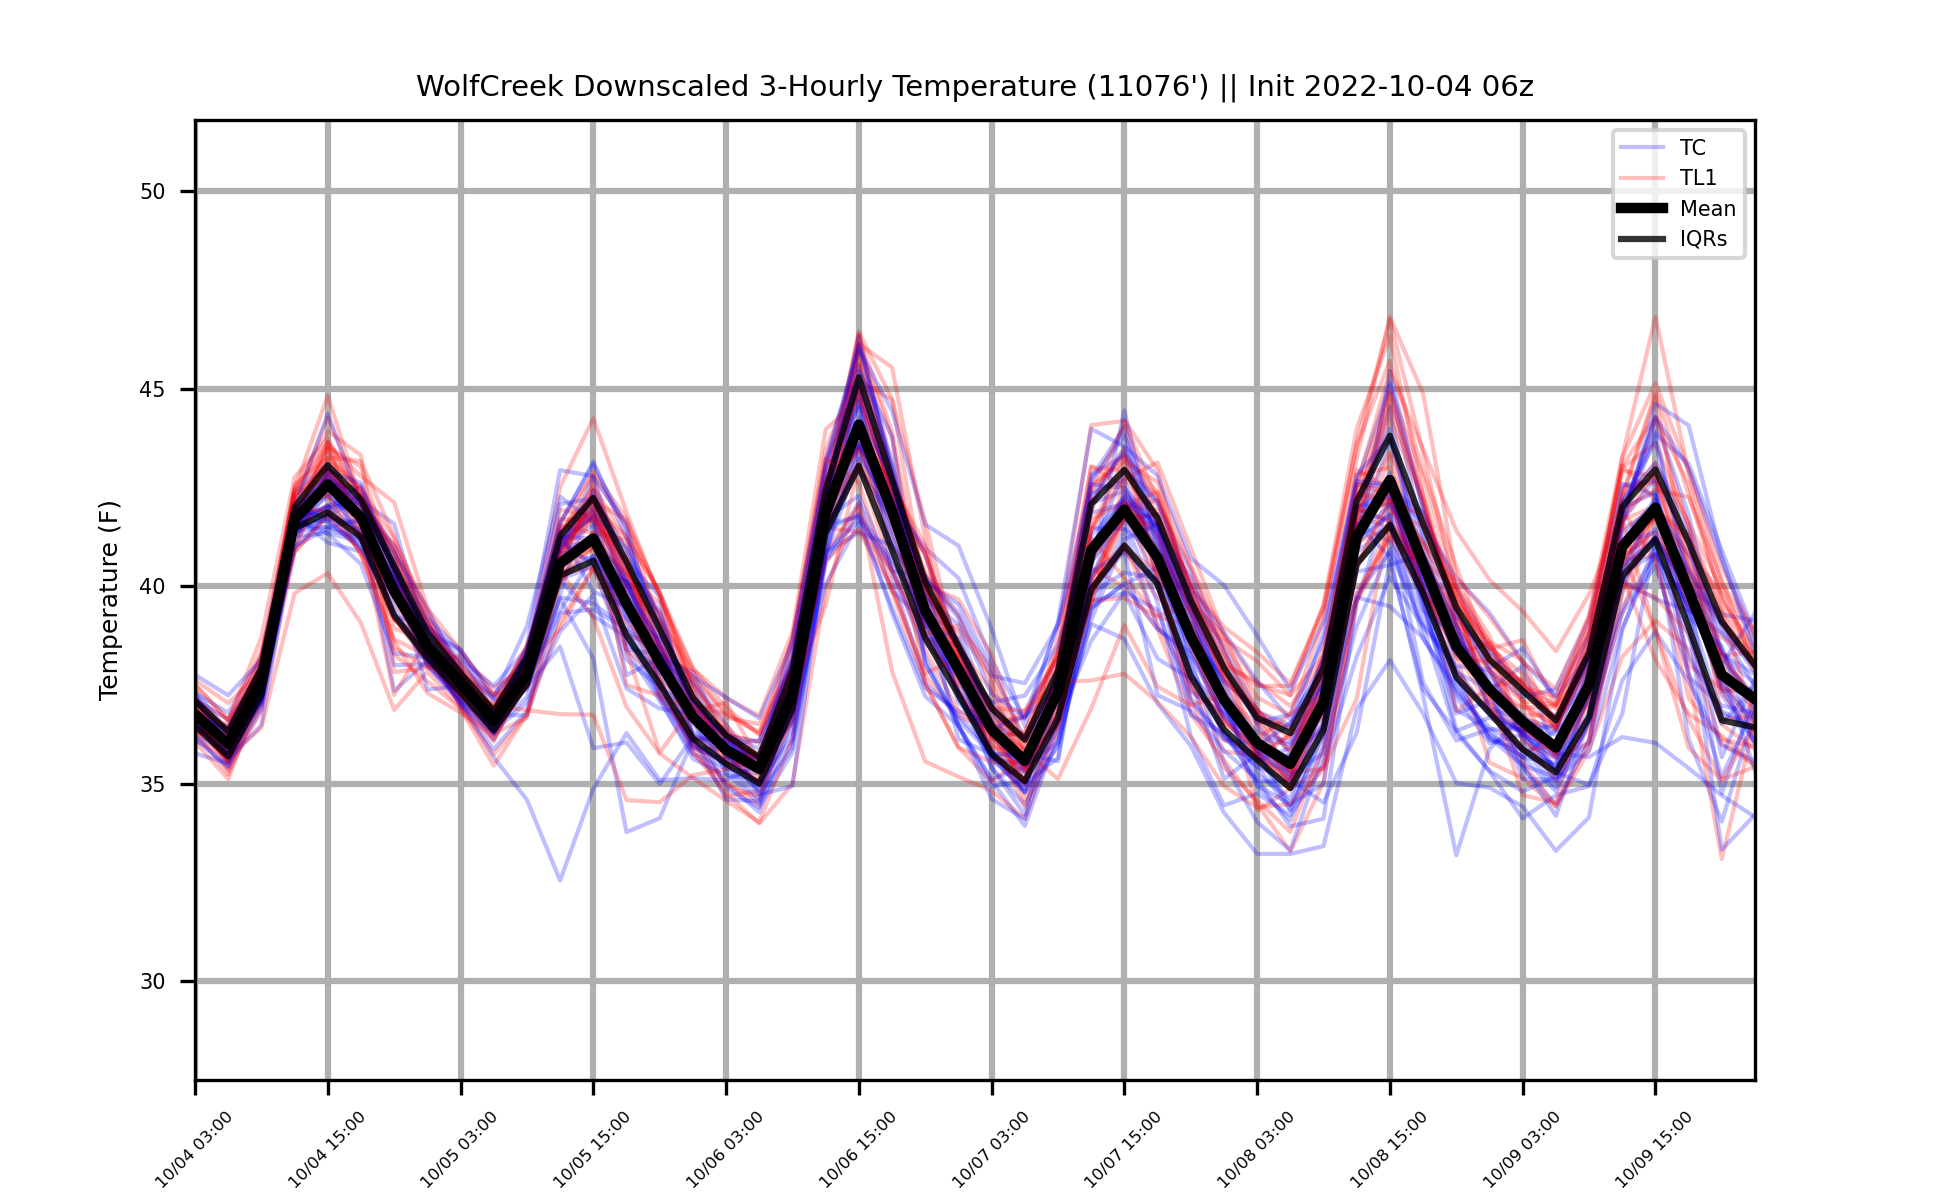 WolfCreek Downscaled 3-Hourly Temperature (11076') || Init 2022-10-04 06z
TC
TL1
Mean
IQRs
Temperature (F)
50
45
40
35
30
10/04 03:00
10/04 15:00
10/05 03:00
10/05 15:00
10/06 03:00
10/06 15:00
10/07 03:00
10/07 15:00
10/08 03:00
10/08 15:00
10/09 03:00
10/09 15:00